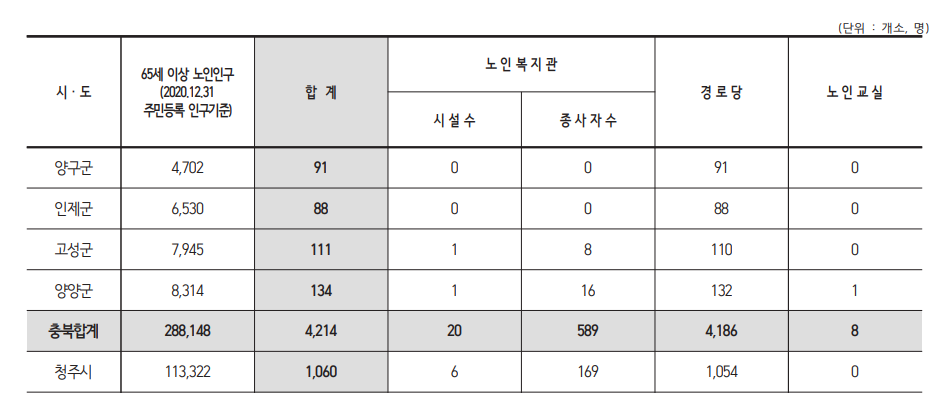 (단위 : 개소, 명)
시·도 65세 이상 노인인구 (2020.12.31 주민등록 인구기준) 합 계 노인복지관 경로당 노인교실
시설수 종사자수
양구군 4,702 91 0 0 91 0
인제군 6,530 88 0 0 88 0
고성군 7,945 111 1 8 110 0
양양군 8,314 134 1 16 132 1
충북합계 288,148 4,214 20 589 4,186 8
청주시 113,322 1,060 6 169 1,054 0